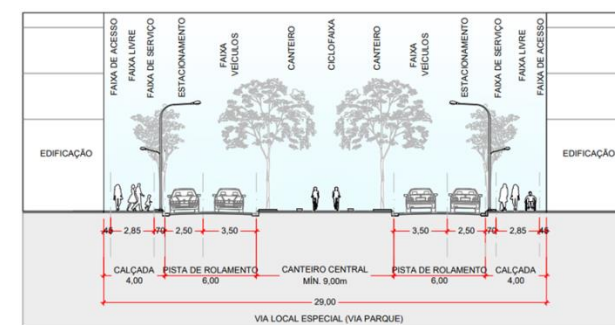 FAIXA DE ACESSO
FAIXA LIVRE
FAIXA DE SERVIÇO
ESTACIONAMENTO
FAIXA
VEÍCULOS
CANTEIRO
CICLOFAIXA
CANTEIRO
FAIXA
VEÍCULOS
ESTACIONAMENTO
FAIXA DE SERVIÇO
FAIXA LIVRE
FAIXA DE ACESSO
EDIFICAÇÃO
EDIFICAÇÃO
45 2,85 70 2,50 3,50 3,50 2,50 70 2,85 45
CALÇADA PISTA DE ROLAMENTO CANTEIRO CENTRAL PISTA DE ROLAMENTO CALÇADA
4,00 6,00 MÍN. 9,00m 6,00 4,00
29,00
VIA LOCAL ESPECIAL (VIA PARQUE)